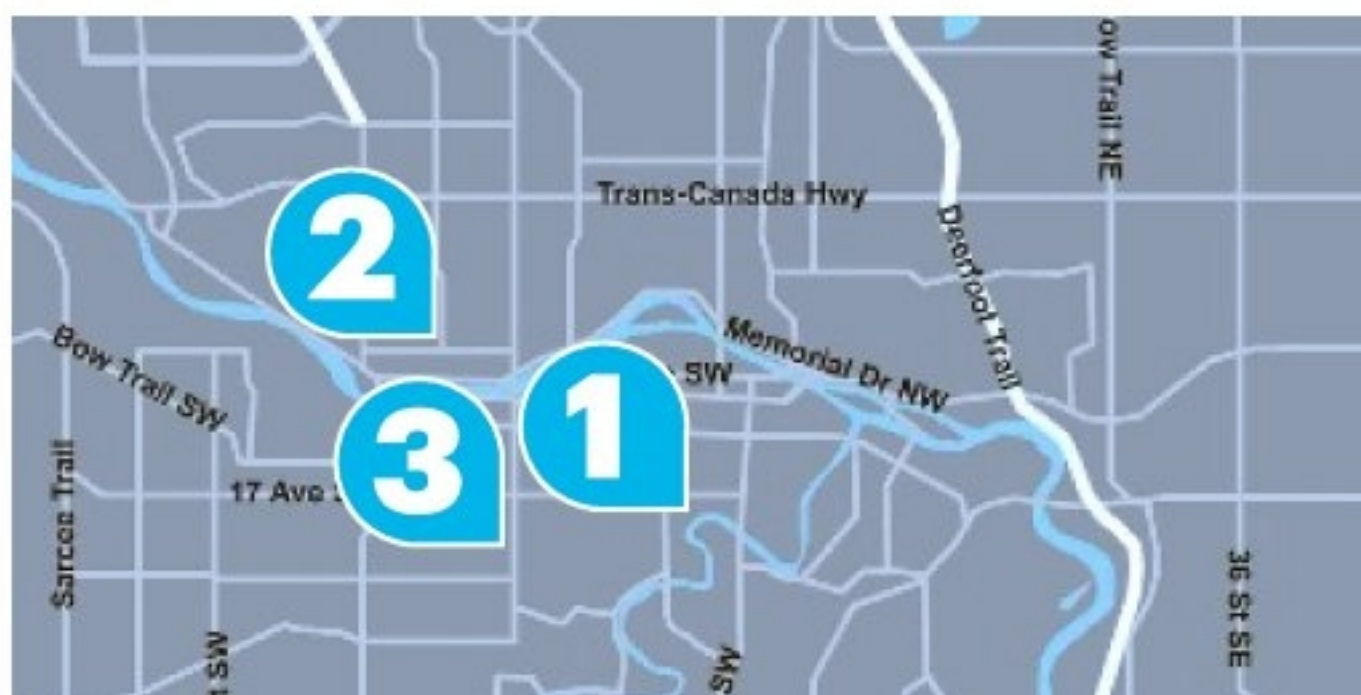 ow Trail NE
Trans-Canada Hwy
2
Deerfoot Trail
Memorial Dr NW
SW
Bow Trail SW
1
3
17 Ave
Sarcee Trail
36 St SE
SW
SW